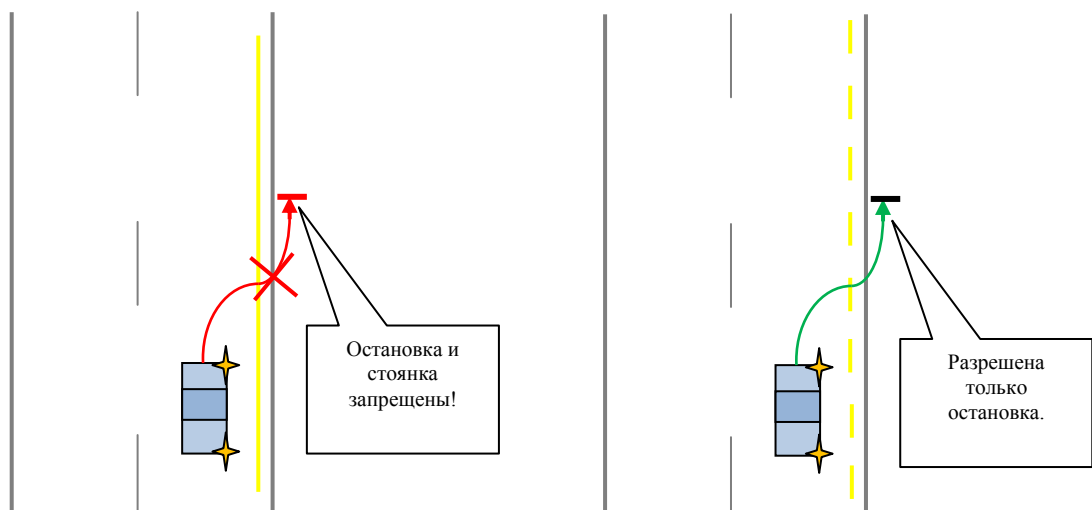 Остановка и
стоянка
запрещены!
Разрешена
только
остановка.